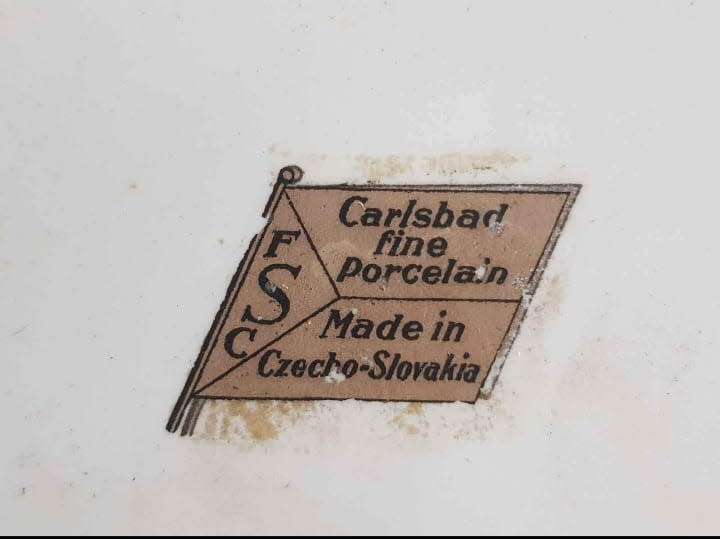 F
S
C
Carlsbad
fine
porcelain
Made in
Czecho-Slovakia